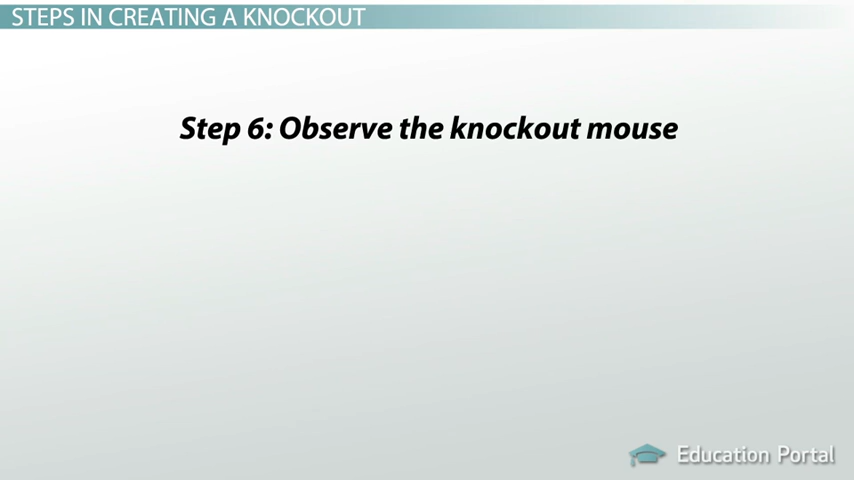 STEPS IN CREATING A KNOCKOUT
Step 6: Observe the knockout mouse
Education Portal